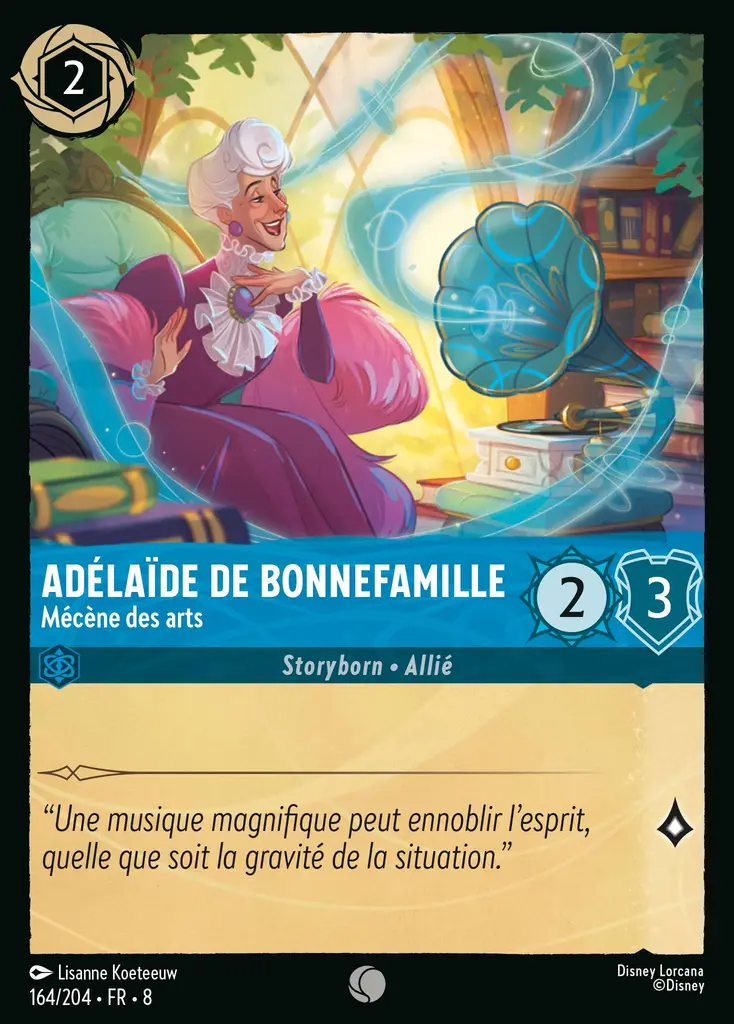 2
ADÉLAÏDE DE BONNEFAMILLE
Mécène des arts
2
3
Storyborn • Allié
“Une musique magnifique peut ennoblir l’esprit,
quelle que soit la gravité de la situation.”
Lisanne Koeteeuw
164/204 • FR • 8
Disney Lorcana
©Disney